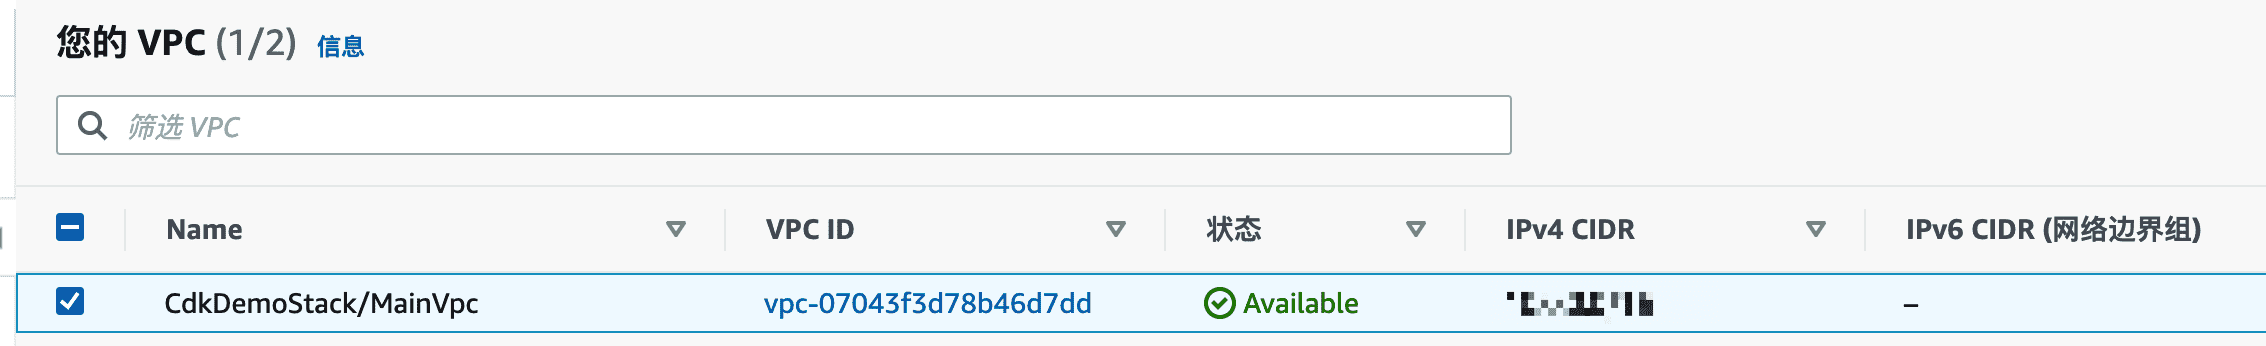 您的 VPC (1/2) 信息
筛选 VPC
Name VPC ID 状态 IPv4 CIDR IPv6 CIDR (网络边界组)
CdkDemoStack/MainVpc vpc-07043f3d78b46d7dd Available –